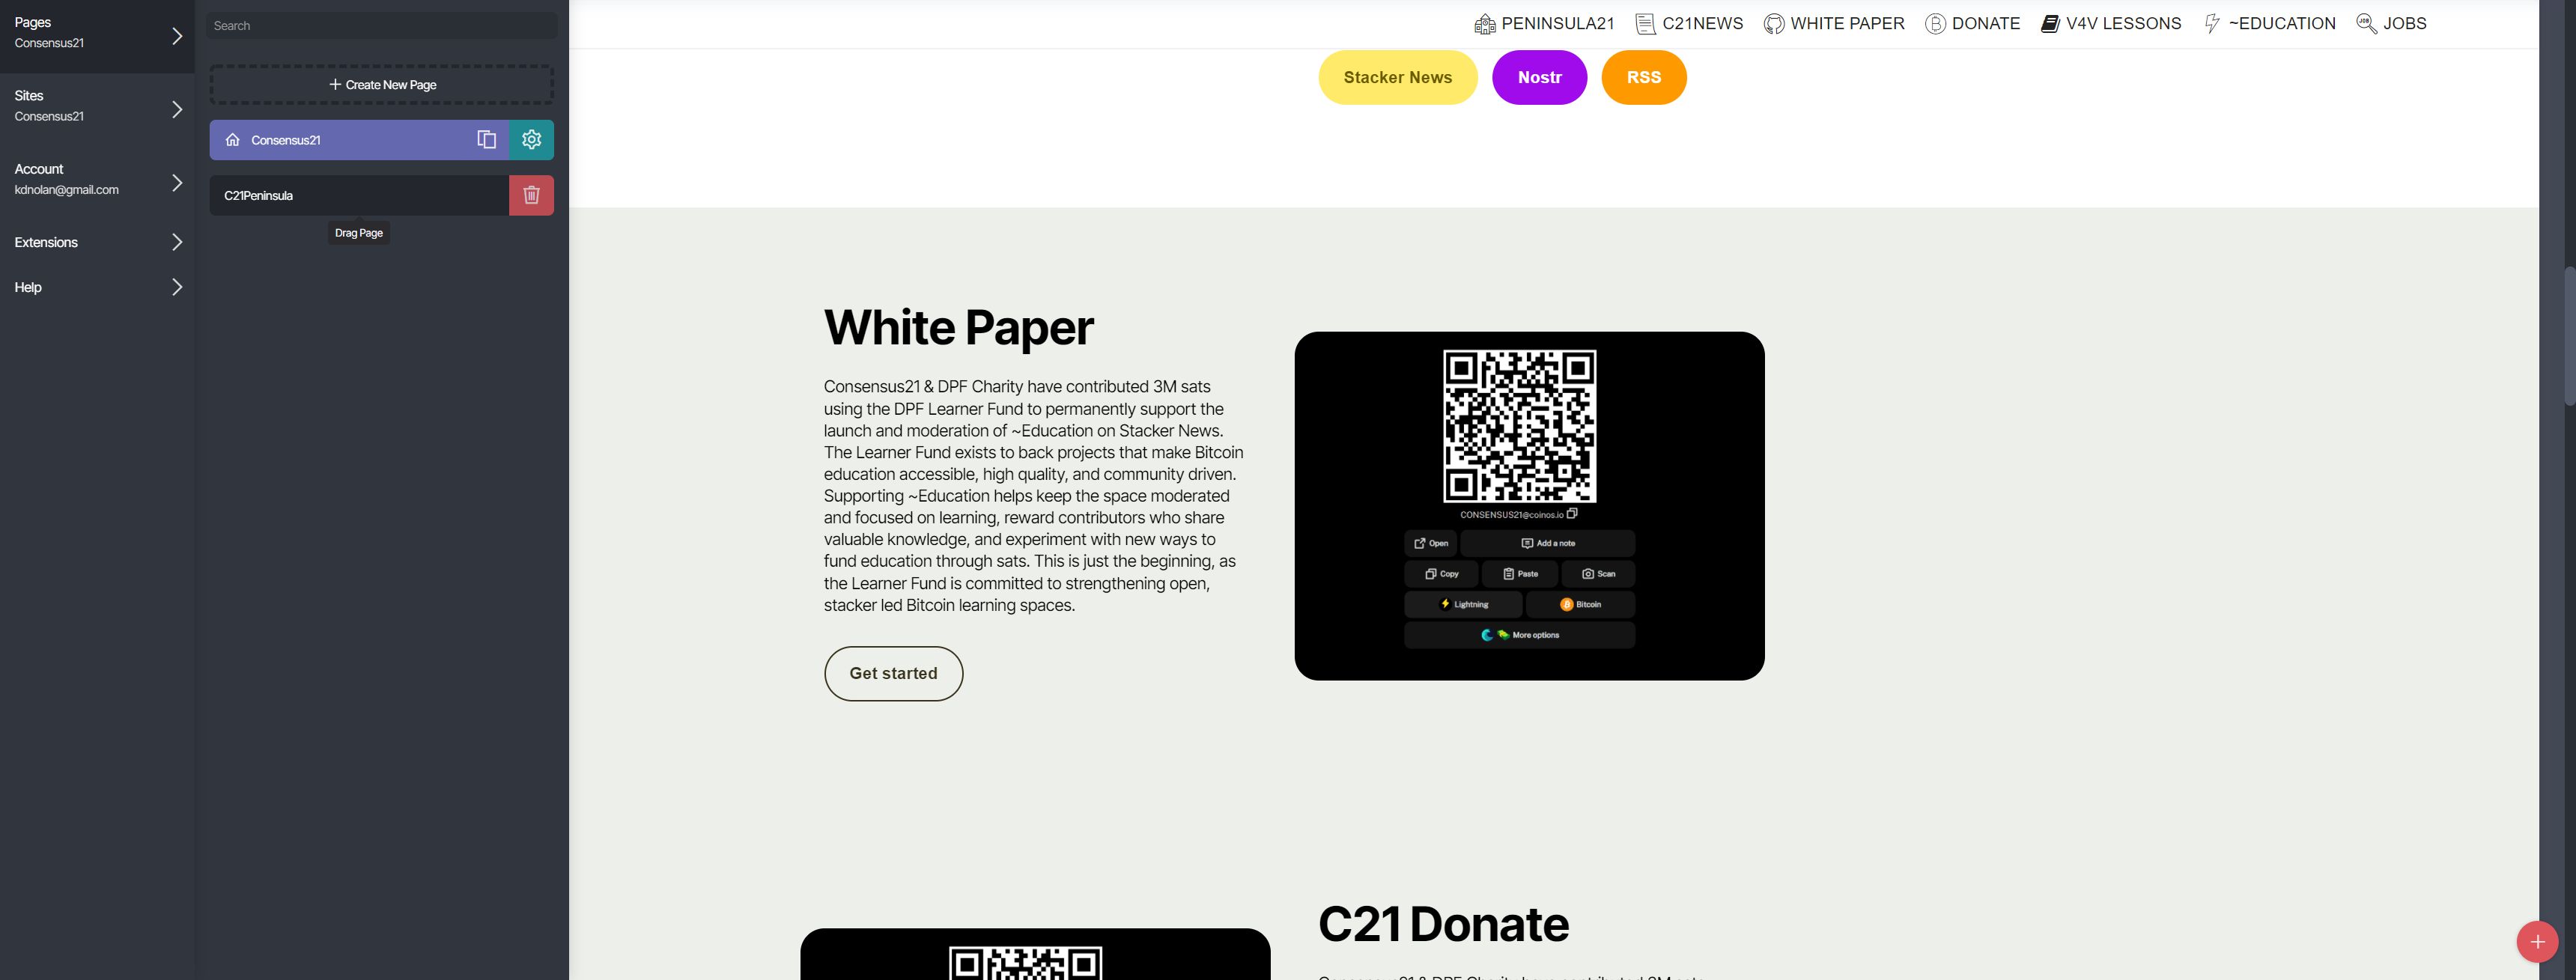 Pages
Consensus21
Sites
Consensus21
Account
kdnolan@gmail.com
Extensions
Help
Search
Create New Page
Consensus21
C21Peninsula
Drag Page
PENINSULA21 C21NEWS WHITE PAPER DONATE V4V LESSONS ~EDUCATION JOBS
Stacker News Nostr RSS
White Paper
Consensus21 & DPF Charity have contributed 3M sats
using the DPF Learner Fund to permanently support the
launch and moderation of ~Education on Stacker News.
The Learner Fund exists to back projects that make Bitcoin
education accessible, high quality, and community driven.
Supporting ~Education helps keep the space moderated
and focused on learning, reward contributors who share
valuable knowledge, and experiment with new ways to
fund education through sats. This is just the beginning, as
the Learner Fund is committed to strengthening open,
stacker led Bitcoin learning spaces.
Get started
CONSENSUS21@coinos.io
Open Add a note
Copy Paste Scan
Lightning Bitcoin
More options
C21 Donate